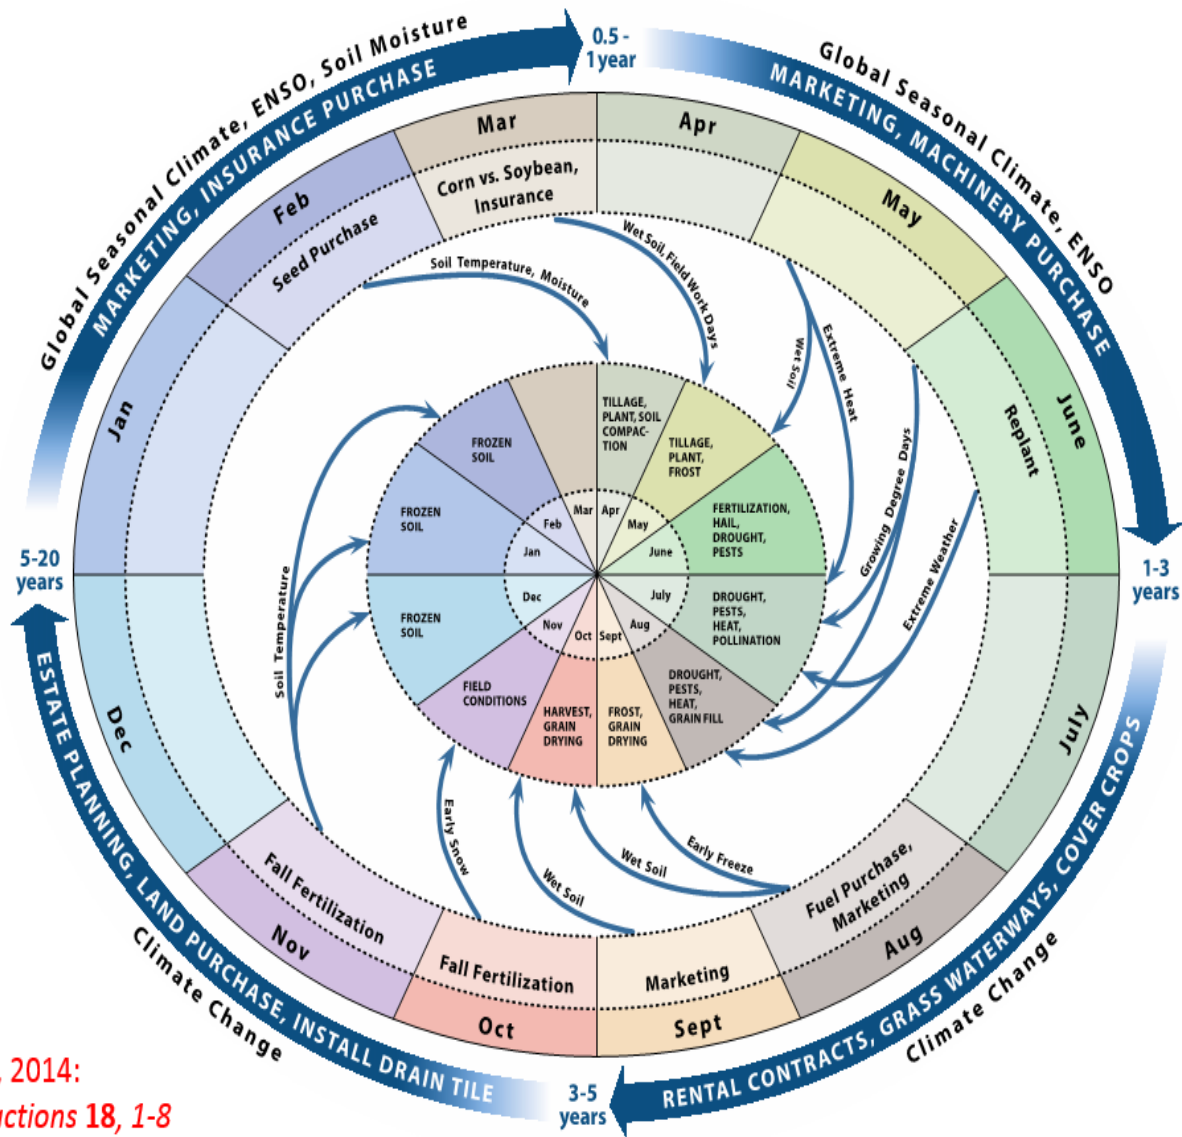 Global Seasonal Climate, ENSO, Soil Moisture
MARKETING, INSURANCE PURCHASE
0.5 -
1year
Global Seasonal Climate, ENSO
MARKETING, MACHINERY PURCHASE
1-3
years
RENTAL CONTRACTS, GRASS WATERWAYS, COVER CROPS
Climate Change
3-5
years
ESTATE PLANNING, LAND PURCHASE, INSTALL DRAIN TILE
Climate Change
5-20
years
Jan
Feb
Seed Purchase
Mar
Corn vs. Soybean,
Insurance
Apr
May
June
Replant
July
Aug
Fuel Purchase,
Marketing
Sept
Marketing
Oct
Fall Fertilization
Nov
Fall Fertilization
Dec
Soil Temperature, Moisture
Wet Soil, Field Work Days
Wet Soil
Extreme Heat
Growing Degree Days
Extreme Weather
Early Freeze
Wet Soil
Wet Soil
Early Snow
Soil Temperature
FROZEN
SOIL
FROZEN
SOIL
FROZEN
SOIL
TILLAGE,
PLANT, SOIL
COMPAC-
TION
TILLAGE,
PLANT,
FROST
FERTILIZATION,
HAIL,
DROUGHT,
PESTS
DROUGHT,
PESTS,
HEAT,
POLLINATION
DROUGHT,
PESTS,
HEAT,
GRAIN FILL
FROST,
GRAIN
DRYING
HARVEST,
GRAIN
DRYING
FIELD
CONDITIONS
Jan
Feb
Mar
Apr
May
June
July
Aug
Sept
Oct
Nov
Dec
, 2014:
uctions 18, 1-8